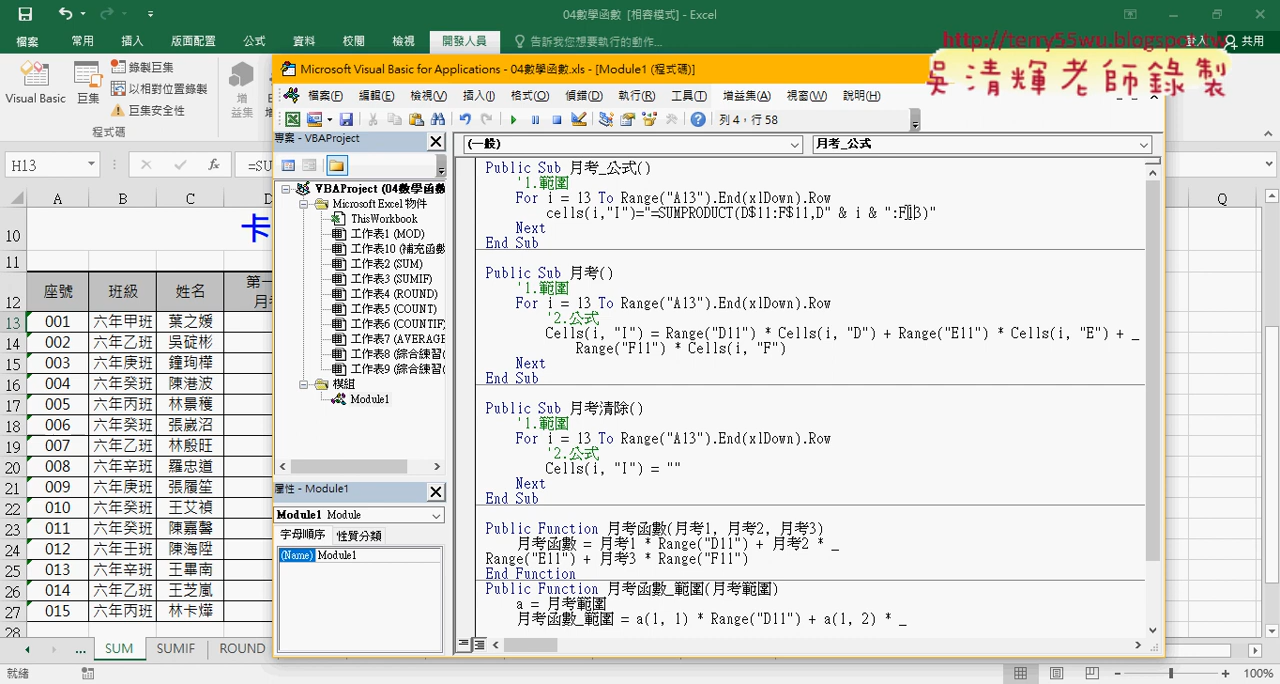 04數學函數 [相容模式] - Excel
檔案 常用 插入 版面配置 公式 資料 校閱 檢視 開發人員 告訴我您想要執行的動作... 登入 共用
http://terry55wu.blogspot.tw
吳清輝老師錄製
Visual Basic 巨集 錄製巨集
以相對位置錄製
巨集安全性
增益集
程式碼
Microsoft Visual Basic for Applications - 04數學函數.xls - [Module1 (程式碼)]
檔案(F) 編輯(E) 檢視(V) 插入(I) 格式(O) 偵錯(D) 執行(R) 工具(T) 增益集(A) 視窗(W) 說明(H)
列 4，行 58
專案 - VBAProject
VBAProject (04數學函數
Microsoft Excel 物件
ThisWorkbook
工作表1 (MOD)
工作表10 (補充函數
工作表2 (SUM)
工作表3 (SUMIF)
工作表4 (ROUND)
工作表5 (COUNT)
工作表6 (COUNTIF)
工作表7 (AVERAGE
工作表8 (綜合練習(
工作表9 (綜合練習(
模組
Module1
屬性 - Module1
Module1 Module
字母順序 性質分類
(Name) Module1
(一般) 月考_公式
Public Sub 月考_公式()
'1.範圍
For i = 13 To Range("A13").End(xlDown).Row
cells(i,"I")="=SUMPRODUCT(D$11:F$11,D" & i & ":F13)"
Next
End Sub
Public Sub 月考()
'1.範圍
For i = 13 To Range("A13").End(xlDown).Row
'2.公式
Cells(i, "I") = Range("D11") * Cells(i, "D") + Range("E11") * Cells(i, "E") + _
Range("F11") * Cells(i, "F")
Next
End Sub
Public Sub 月考清除()
'1.範圍
For i = 13 To Range("A13").End(xlDown).Row
'2.公式
Cells(i, "I") = ""
Next
End Sub
Public Function 月考函數(月考1, 月考2, 月考3)
月考函數 = 月考1 * Range("D11") + 月考2 * _
Range("E11") + 月考3 * Range("F11")
End Function
Public Function 月考函數_範圍(月考範圍)
a = 月考範圍
月考函數_範圍 = a(1, 1) * Range("D11") + a(1, 2) * _
H13 fx =SU
A B C D Q
10 卡
11
12 座號 班級 姓名 第一
月考
13 001 六年甲班 葉之媛
14 002 六年乙班 吳碇彬
15 003 六年庚班 鐘珣樺
16 004 六年癸班 陳港波
17 005 六年丙班 林景穫
18 006 六年癸班 張崴沼
19 007 六年乙班 林殷旺
20 008 六年辛班 羅忠道
21 009 六年庚班 張履笙
22 010 六年癸班 王艾禎
23 011 六年癸班 陳嘉馨
24 012 六年壬班 陳海陞
25 013 六年辛班 王畢南
26 014 六年乙班 王芝嵐
27 015 六年丙班 林卡燁
28
... SUM SUMIF ROUND
就緒 100%